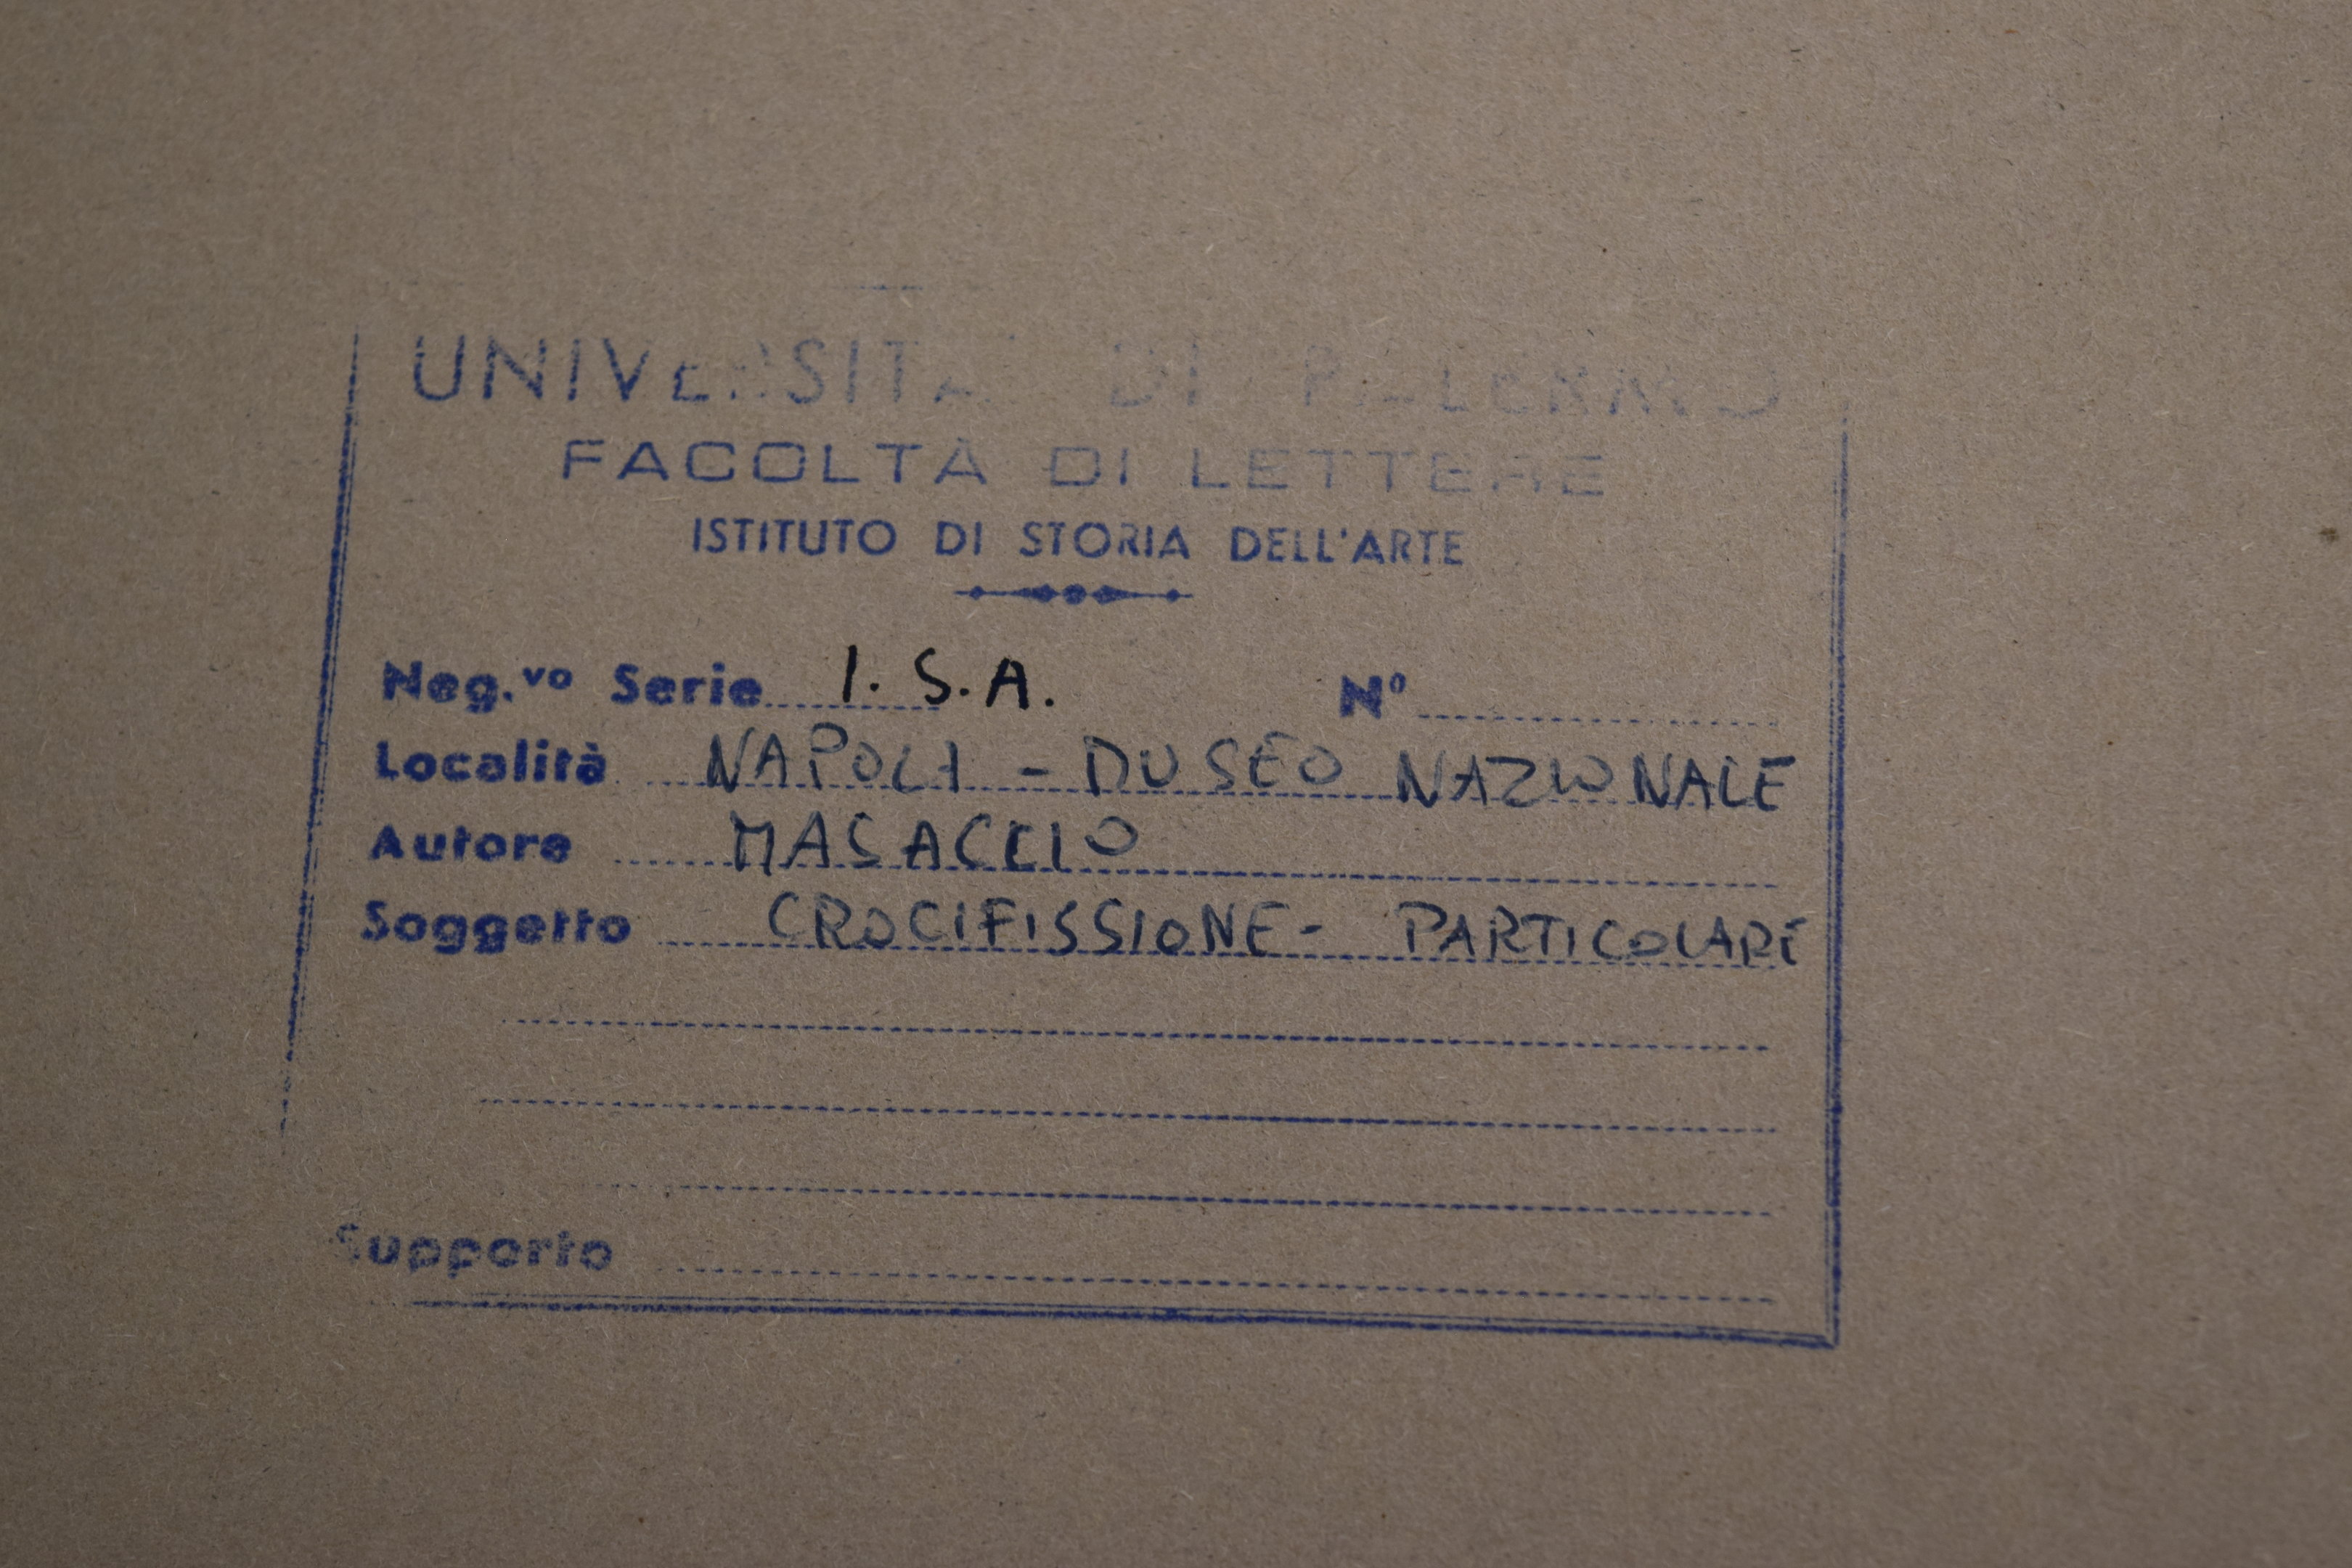 UNIVERSITA DI PALERMO
FACOLTÀ DI LETTERE
ISTITUTO DI STORIA DELL'ARTE
Neg.vo Serie I. S. A. N°
Località NAPOLI - MUSEO NAZIONALE
Autore MASACCIO
Soggetto CROCIFISSIONE - PARTICOLARE
Supporto